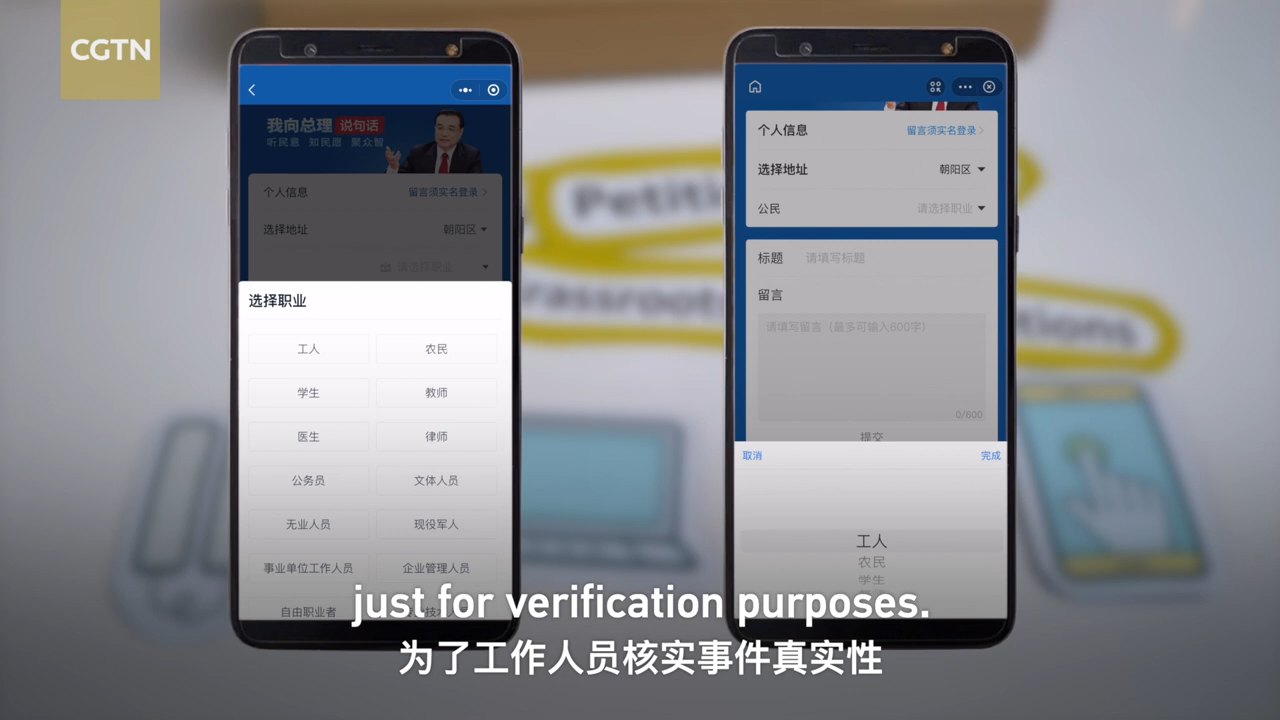 CGTN
我向总理 说句话
听民意 知民愿 聚众智
个人信息 留言须实名登录
选择地址 朝阳区
请选择职业
选择职业
工人 农民
学生 教师
医生 律师
公务员 文体人员
无业人员 现役军人
事业单位工作人员 企业管理人员
自由职业者
个人信息 留言须实名登录
选择地址 朝阳区
公民 请选择职业
标题 请填写标题
留言
请填写留言（最多可输入600字）
0/600
提交
取消 完成
工人
农民
学生
just for verification purposes.
为了工作人员核实事件真实性